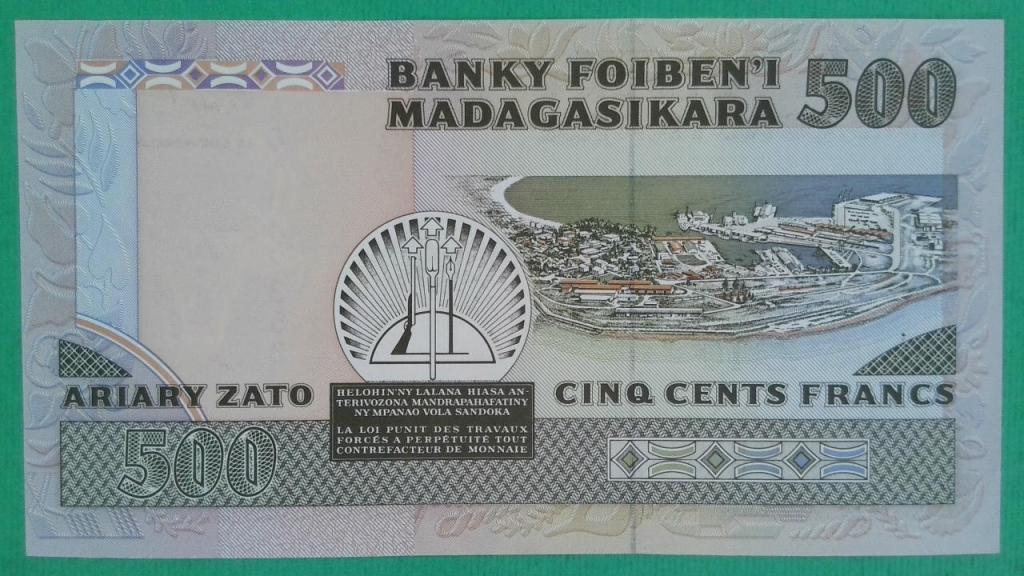 BANKY FOIBEN'I
MADAGASIKARA
500
ARIARY ZATO
CINQ CENTS FRANCS
HELOHIN'NY LALANA HIASA AN-
TERIVOZONA MANDRAPAHAFATINY
NY MPANAO VOLA SANDOKA
LA LOI PUNIT DES TRAVAUX
FORCÉS A PERPÉTUITÉ TOUT
CONTREFACTEUR DE MONNAIE
500